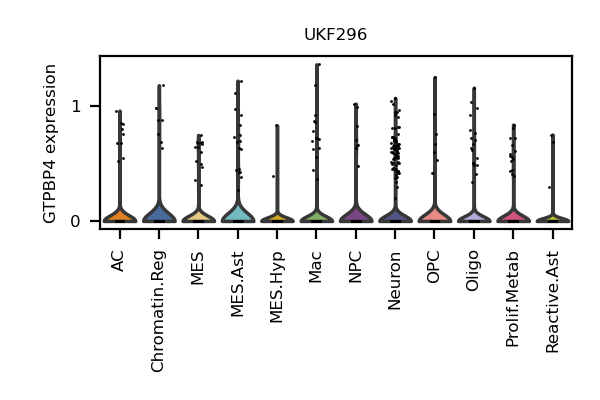 UKF296
GTPBP4 expression
1
0
AC
Chromatin.Reg
MES
MES.Ast
MES.Hyp
Mac
NPC
Neuron
OPC
Oligo
Prolif.Metab
Reactive.Ast